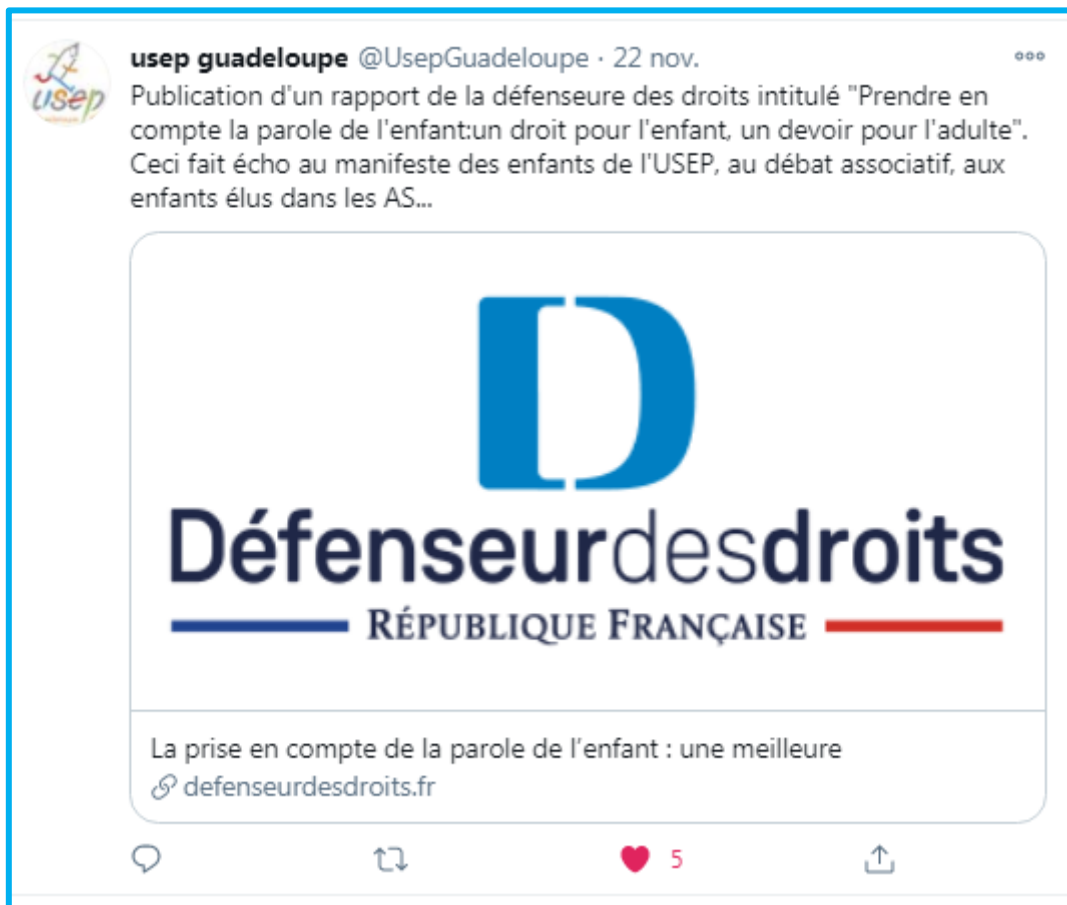 usep guadeloupe @UsepGuadeloupe · 22 nov.
usep
Publication d'un rapport de la défenseure des droits intitulé "Prendre en
compte la parole de l'enfant:un droit pour l'enfant, un devoir pour l'adulte".
Ceci fait écho au manifeste des enfants de l'USEP, au débat associatif, aux
enfants élus dans les AS...
D
Défenseurdesdroits
RÉPUBLIQUE FRANÇAISE
La prise en compte de la parole de l'enfant : une meilleure
defenseurdesdroits.fr
5